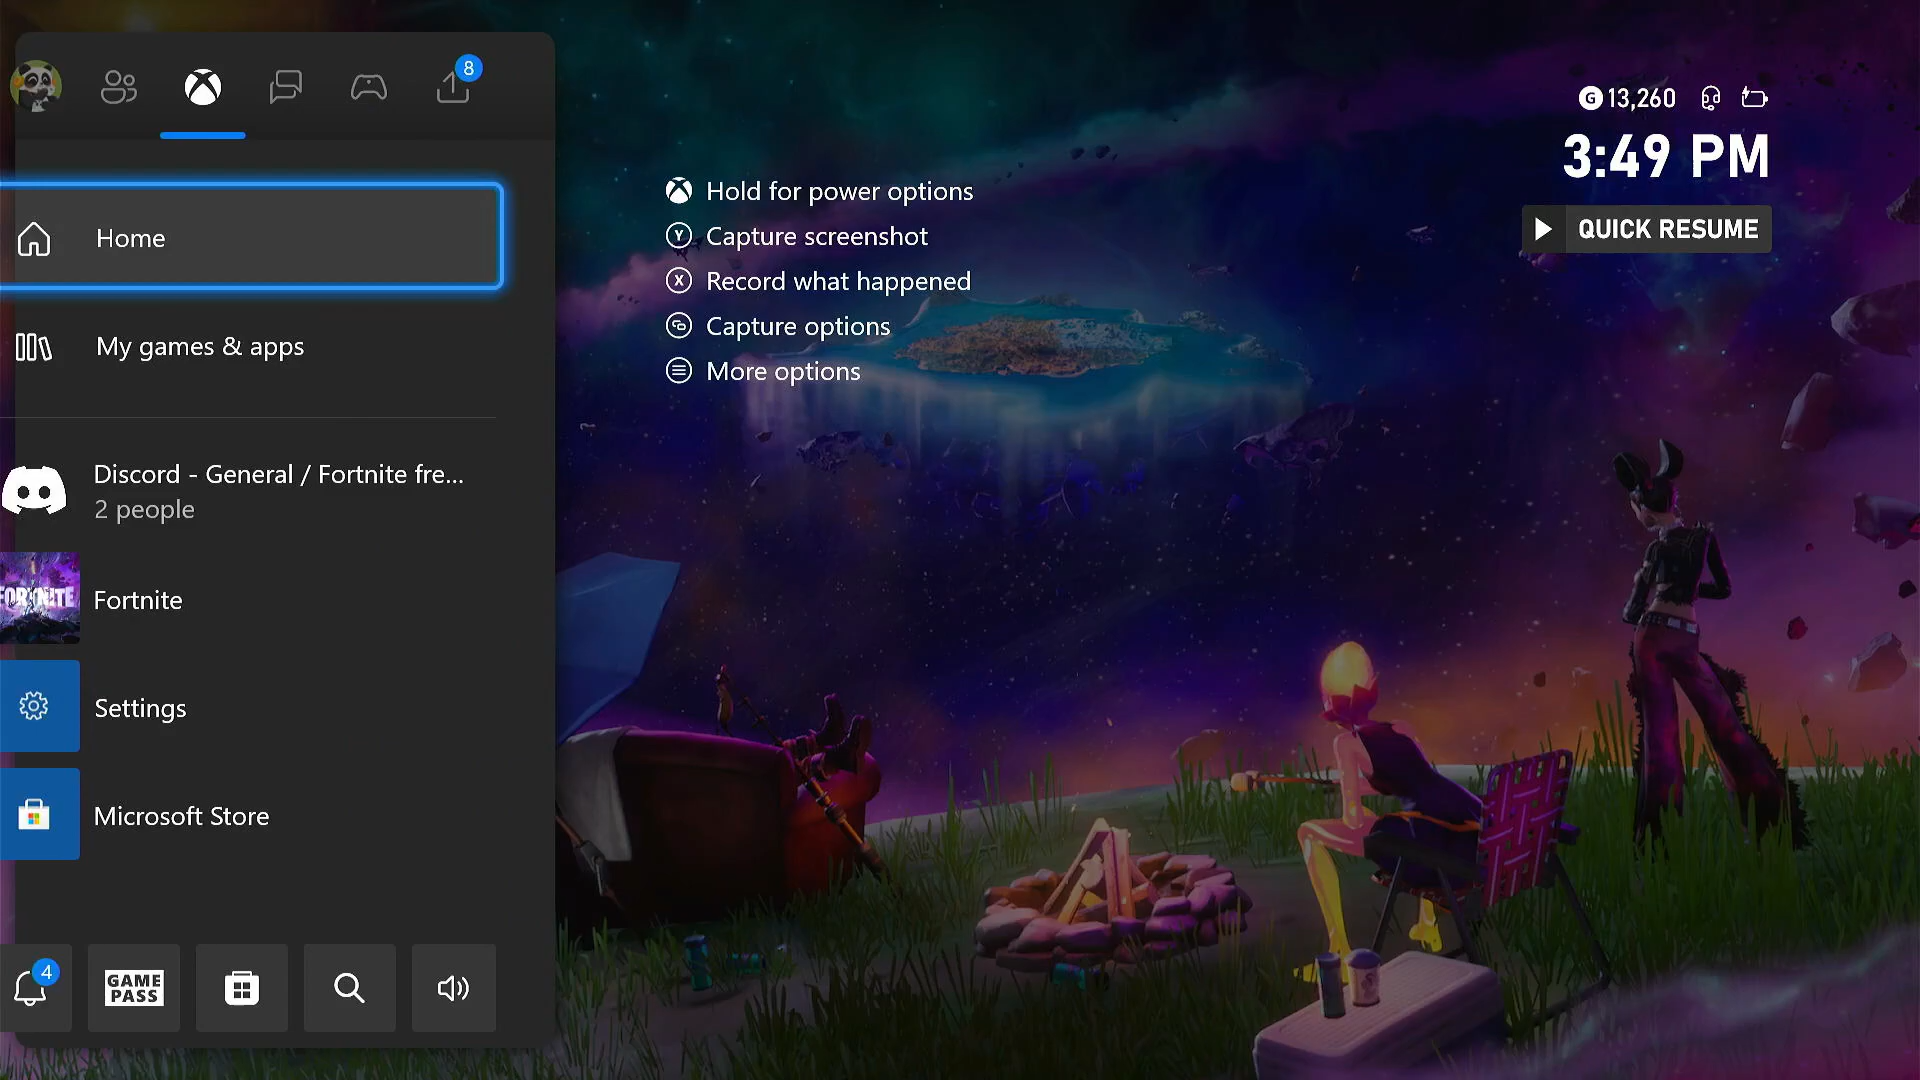 8
Home
My games & apps
Discord - General / Fortnite fre...
2 people
FORTNITE
Fortnite
Settings
Microsoft Store
4
GAME
PASS
Hold for power options
Y Capture screenshot
X Record what happened
Capture options
More options
G 13,260
3:49 PM
QUICK RESUME